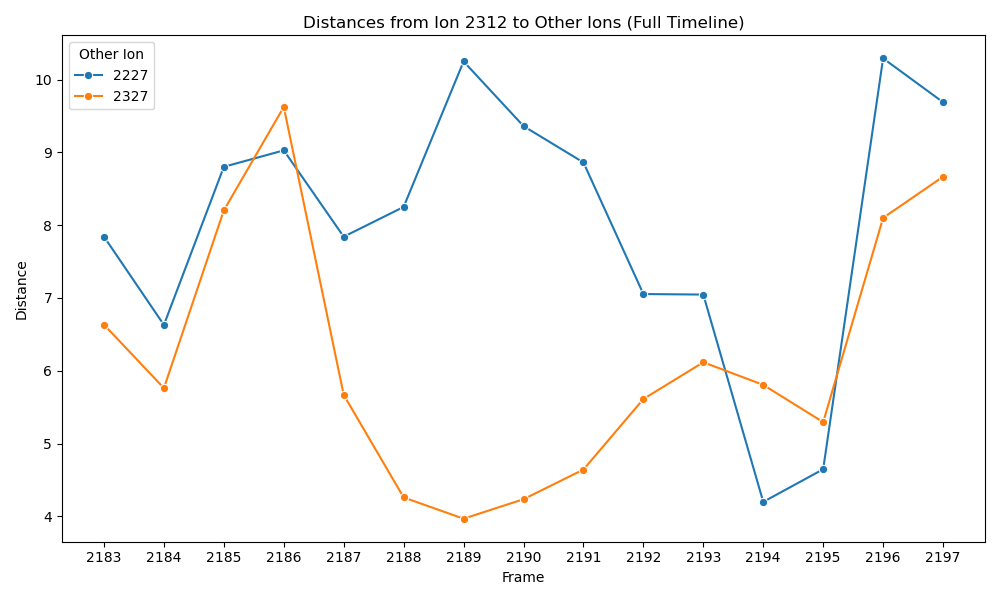 Distances from Ion 2312 to Other Ions (Full Timeline)
Other Ion
2227
2327
10
9
8
7
6
5
4
Distance
2183 2184 2185 2186 2187 2188 2189 2190 2191 2192 2193 2194 2195 2196 2197
Frame